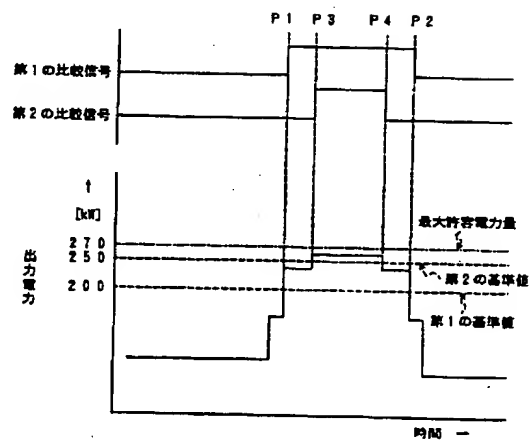 P1 P3 P4 P2
第1の比較信号
第2の比較信号
↑
[kW]
270
250
200
出力電力
最大許容電力量
第2の基準値
第1の基準値
時間 →